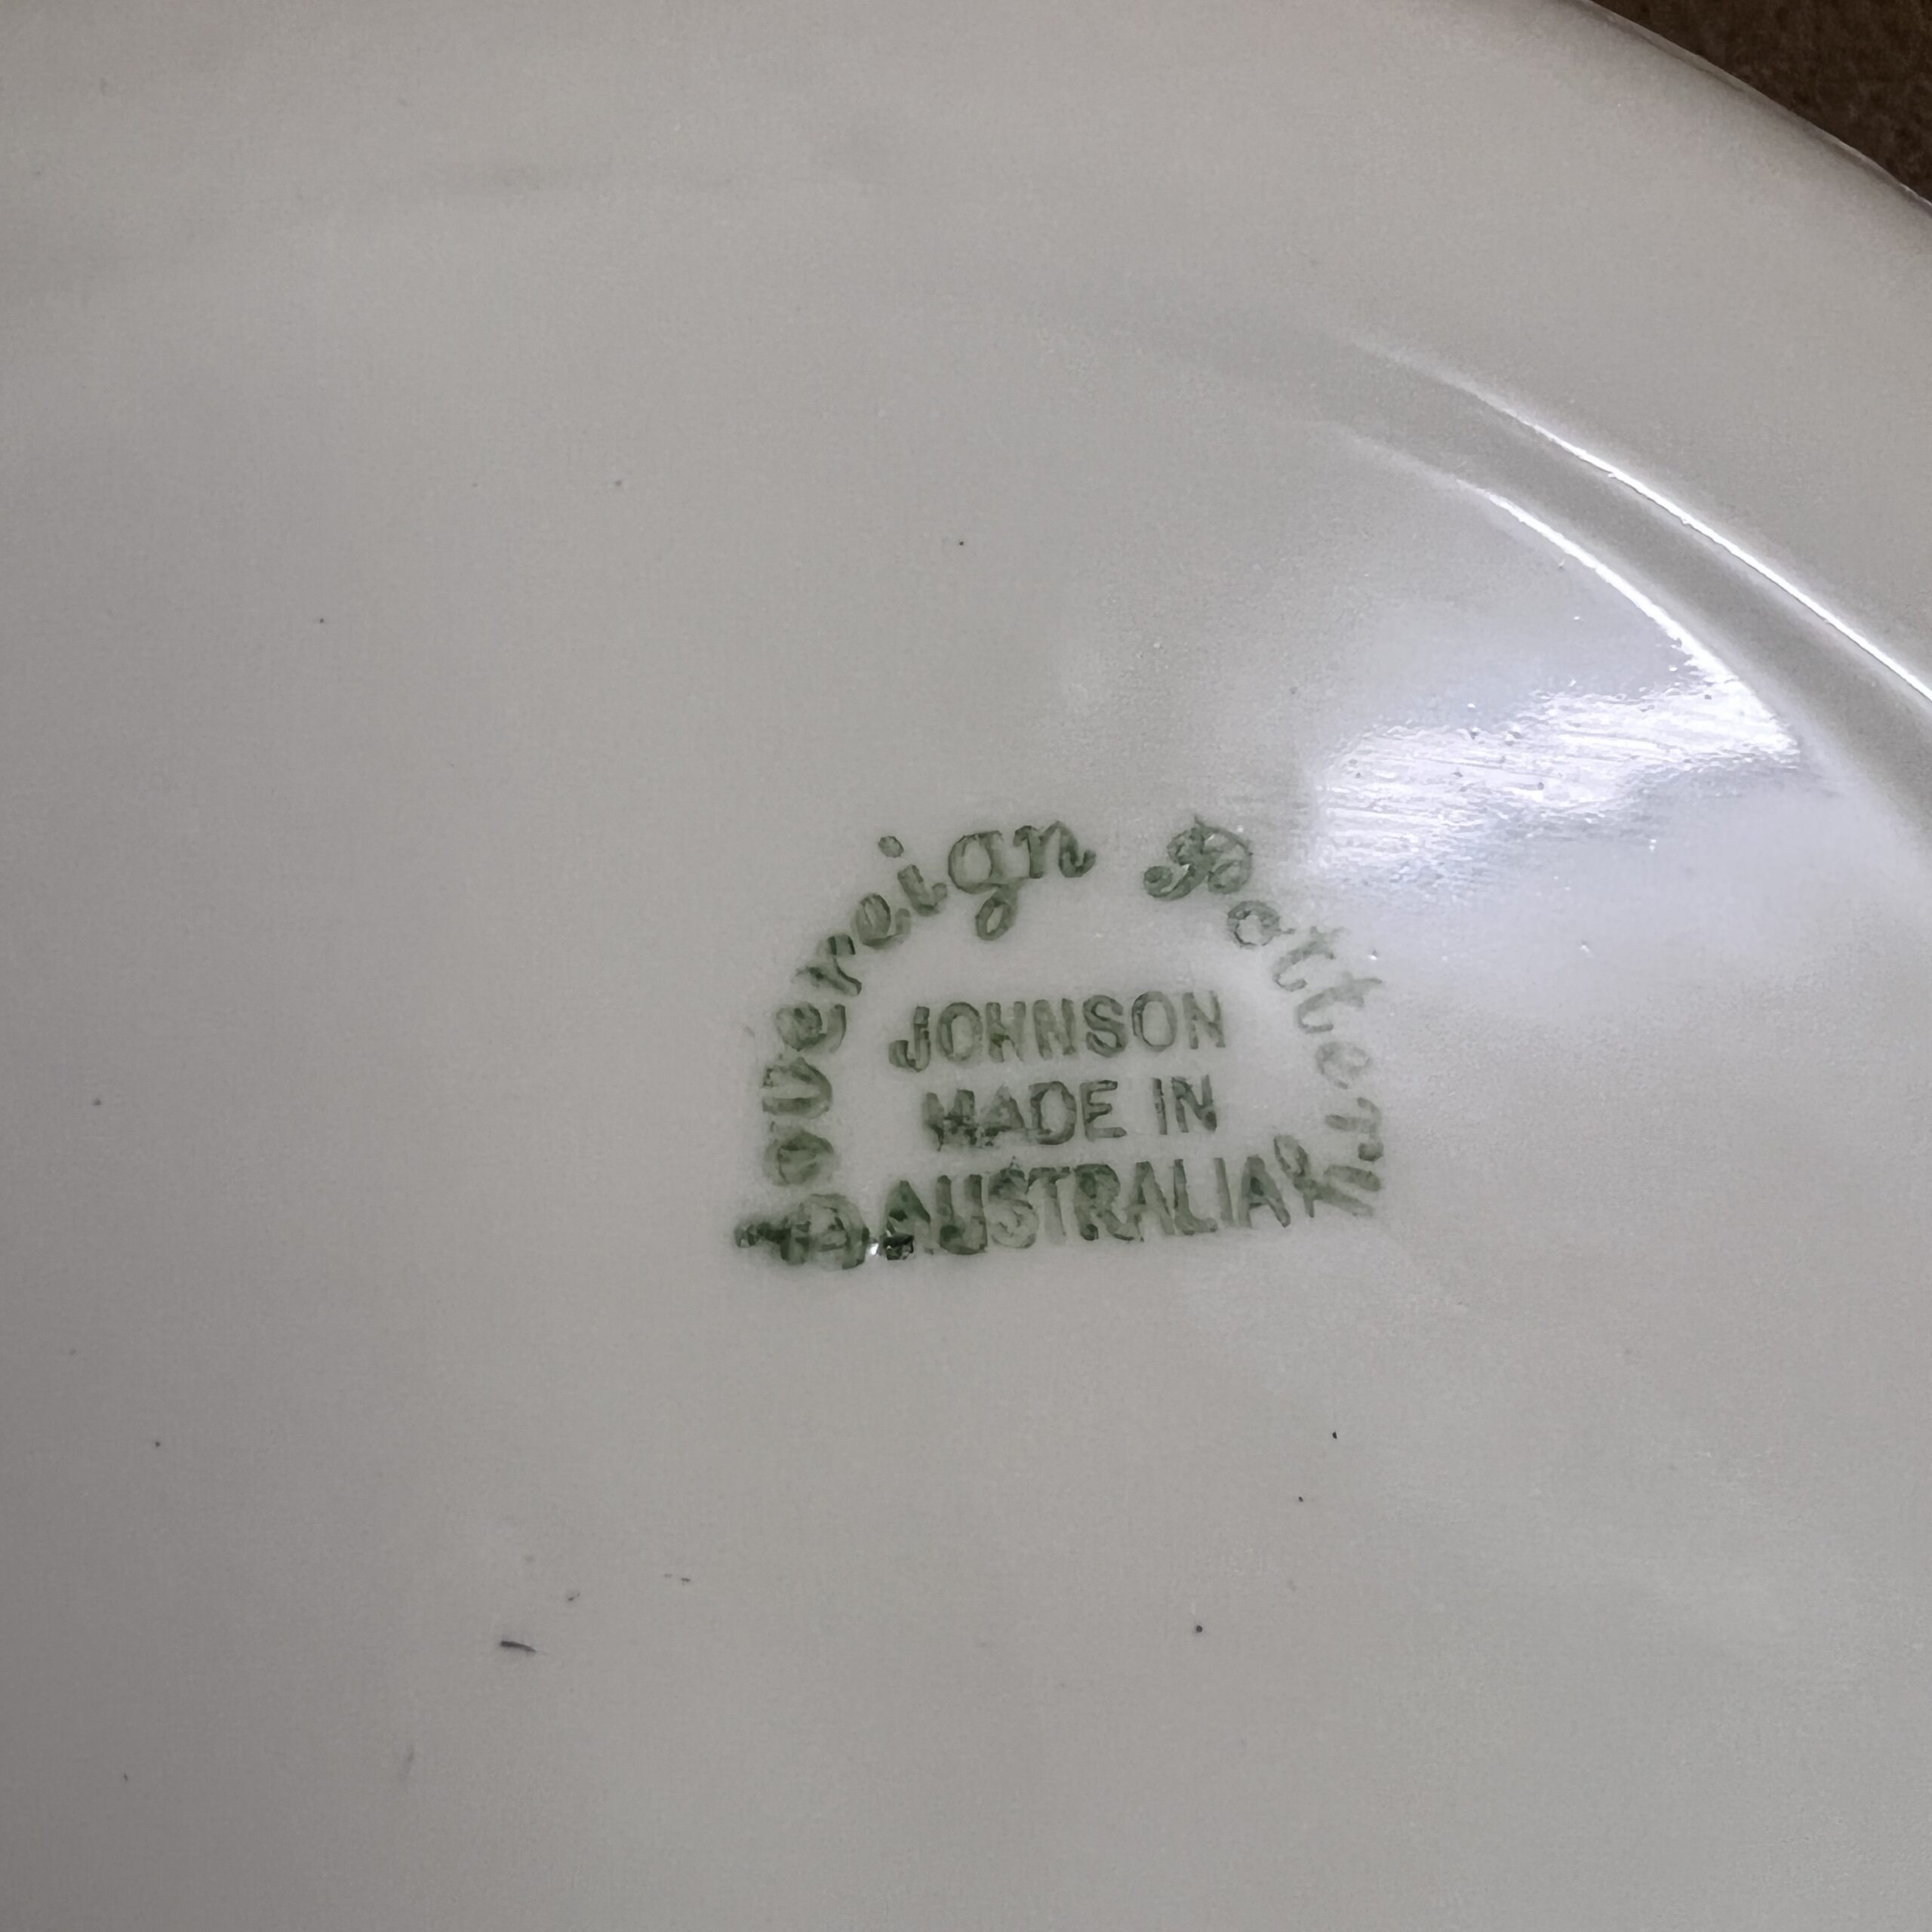 Sovereign Pottery
JOHNSON
MADE IN
AUSTRALIA